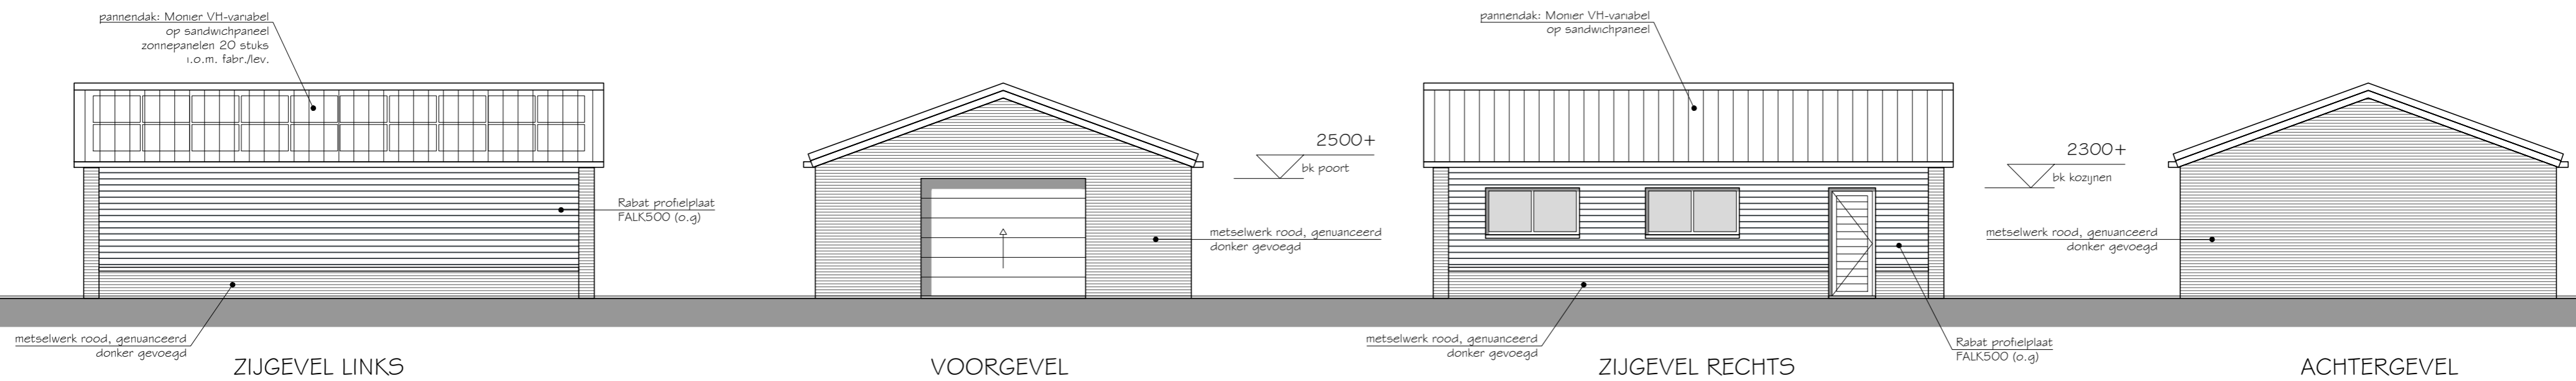 pannendak: Monier VH-variabel
op sandwichpaneel
zonnepanelen 20 stuks
i.o.m. fabr./lev.
Rabat profielplaat
FALK500 (o.g)
metselwerk rood, genuanceerd
donker gevoegd
ZIJGEVEL LINKS
2500+
bk poort
metselwerk rood, genuanceerd
donker gevoegd
VOORGEVEL
pannendak: Monier VH-variabel
op sandwichpaneel
metselwerk rood, genuanceerd
donker gevoegd
Rabat profielplaat
FALK500 (o.g)
ZIJGEVEL RECHTS
2300+
bk kozijnen
metselwerk rood, genuanceerd
donker gevoegd
ACHTERGEVEL